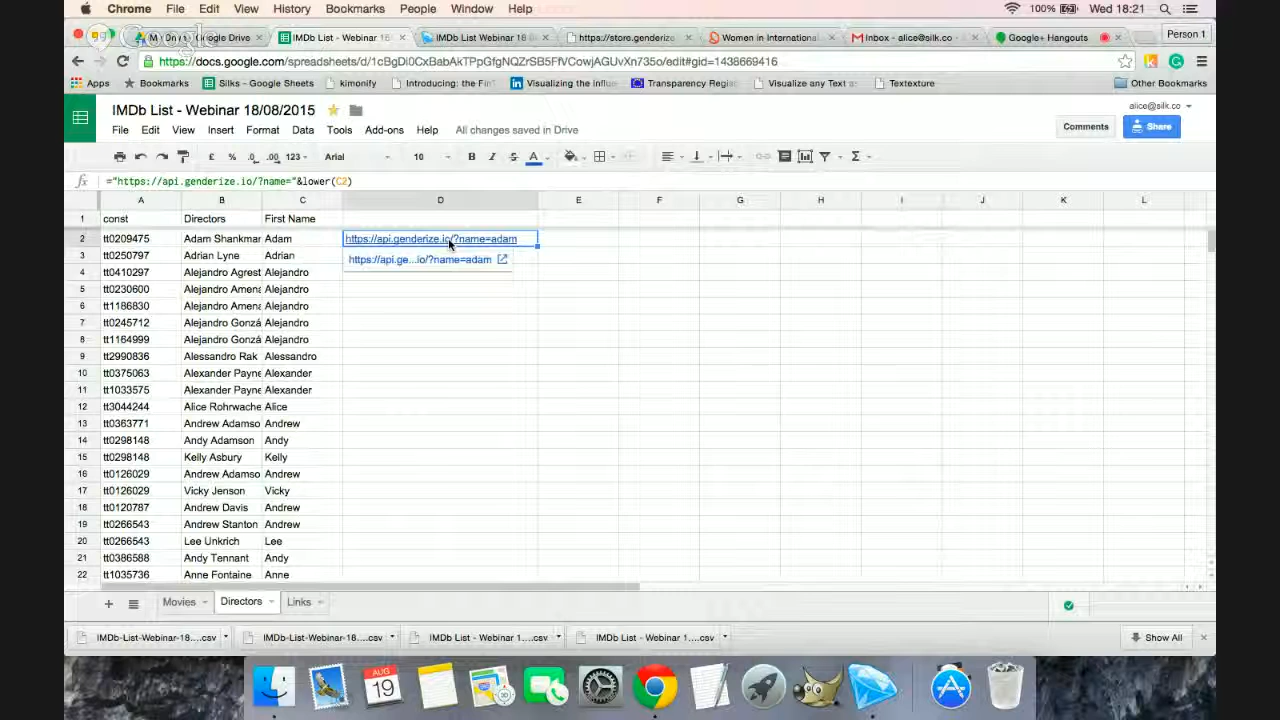 Chrome File Edit View History Bookmarks People Window Help 100% Wed 18:21
Google Drive IMDb List - Webinar 18 IMDb List Webinar 18 https://store.genderize Women in Internationa Inbox - alice@silk.co Google+ Hangouts Person 1
https://docs.google.com/spreadsheets/d/1cBgDi0CxBabAkTPpGfgNQZrSB5FfVCowjAGUvXn735o/edit#gid=1438669416
Apps Bookmarks Silks - Google Sheets kimonify Introducing: the Fin Visualizing the Influe Transparency Regis Visualize any Text as Textexture Other Bookmarks
IMDb List - Webinar 18/08/2015 alice@silk.co
File Edit View Insert Format Data Tools Add-ons Help All changes saved in Drive Comments Share
£ % .0 .00 123 Arial 10 B I S A Σ
fx ="https://api.genderize.io/?name="&lower(C2)
A B C D E F G H I J K L
1 const Directors First Name
2 tt0209475 Adam Shankmar Adam https://api.genderize.io/?name=adam
3 tt0250797 Adrian Lyne Adrian https://api.ge...io/?name=adam
4 tt0410297 Alejandro Agrest Alejandro
5 tt0230600 Alejandro Amena Alejandro
6 tt1186830 Alejandro Amena Alejandro
7 tt0245712 Alejandro Gonzá Alejandro
8 tt1164999 Alejandro Gonzá Alejandro
9 tt2990836 Alessandro Rak Alessandro
10 tt0375063 Alexander Payne Alexander
11 tt1033575 Alexander Payne Alexander
12 tt3044244 Alice Rohrwache Alice
13 tt0363771 Andrew Adamso Andrew
14 tt0298148 Andy Adamson Andy
15 tt0298148 Kelly Asbury Kelly
16 tt0126029 Andrew Adamso Andrew
17 tt0126029 Vicky Jenson Vicky
18 tt0120787 Andrew Davis Andrew
19 tt0266543 Andrew Stanton Andrew
20 tt0266543 Lee Unkrich Lee
21 tt0386588 Andy Tennant Andy
22 tt1035736 Anne Fontaine Anne
Movies Directors Links
IMDb-List-Webinar-18....csv IMDb-List-Webinar-18....csv IMDb List - Webinar 1....csv IMDb List - Webinar 1....csv Show All
AUG
19